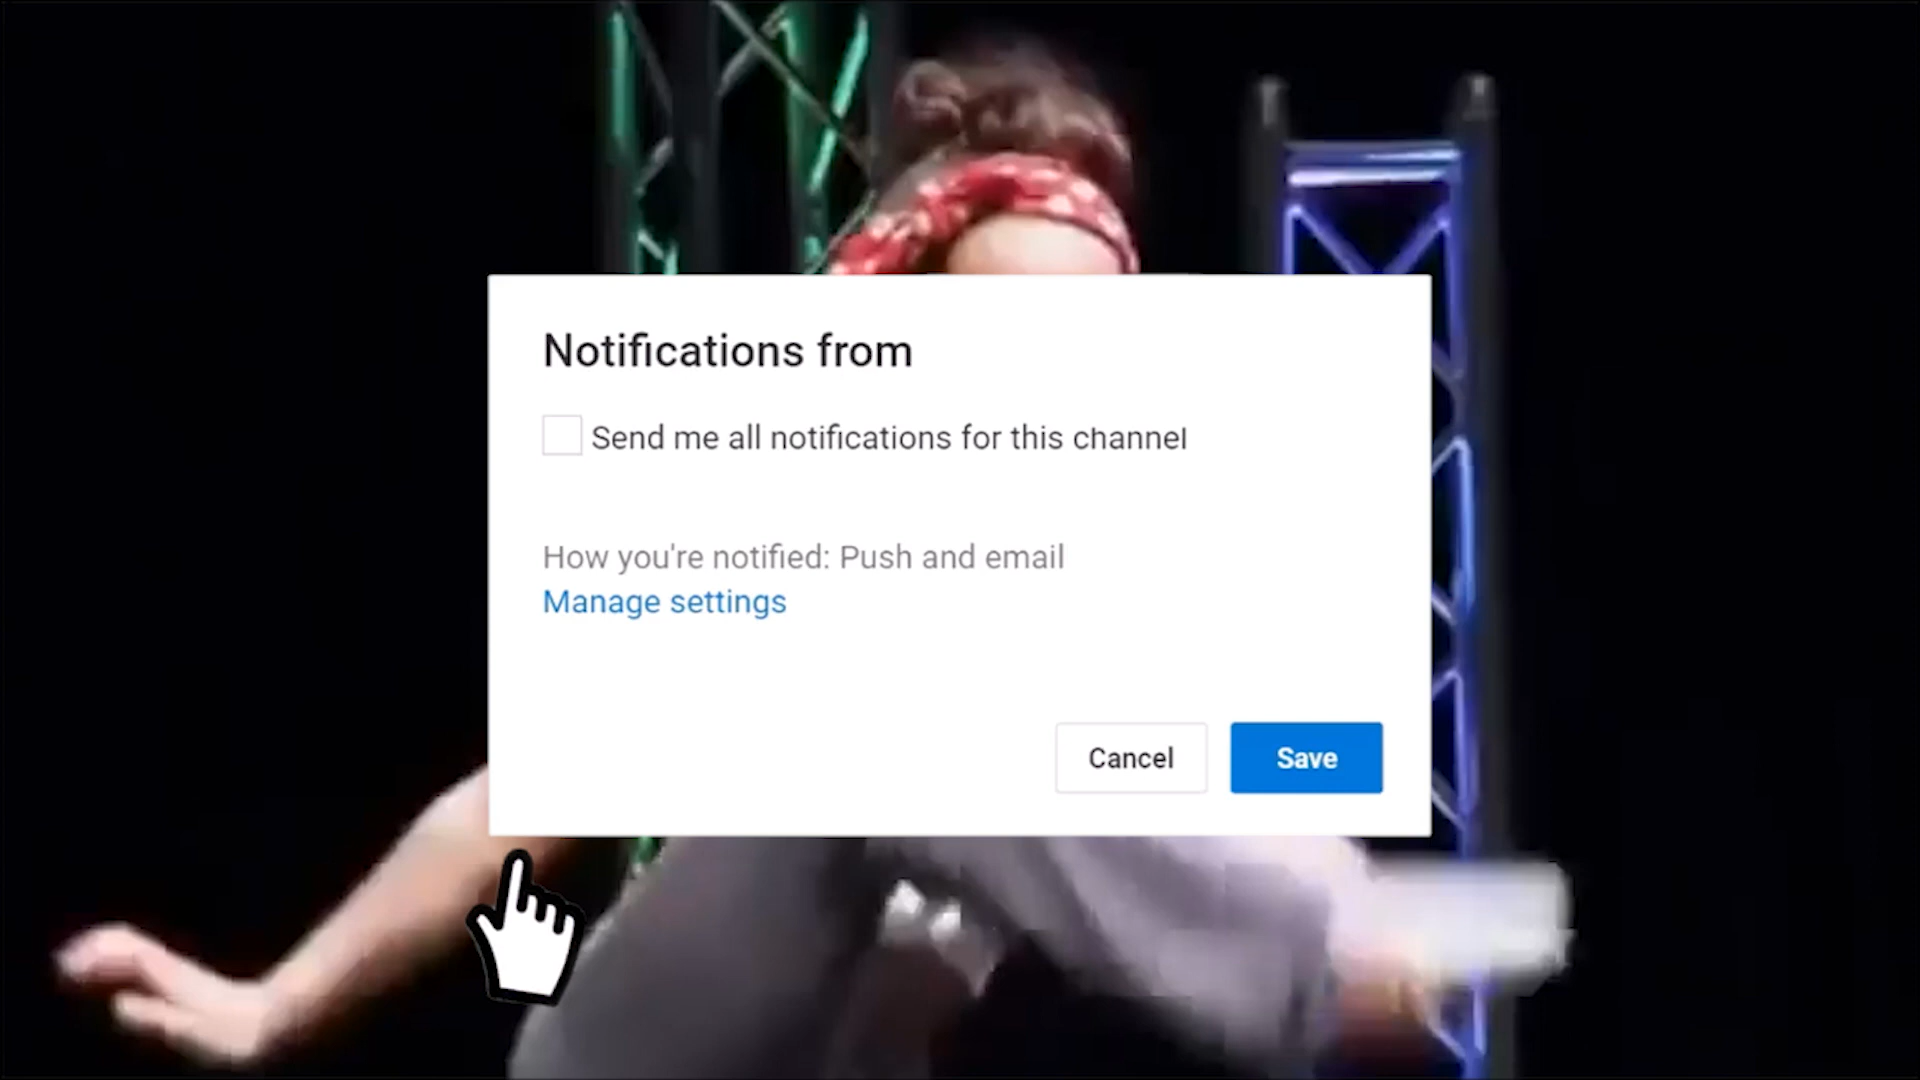 Notifications from
Send me all notifications for this channel
How you're notified: Push and email
Manage settings
Cancel
Save